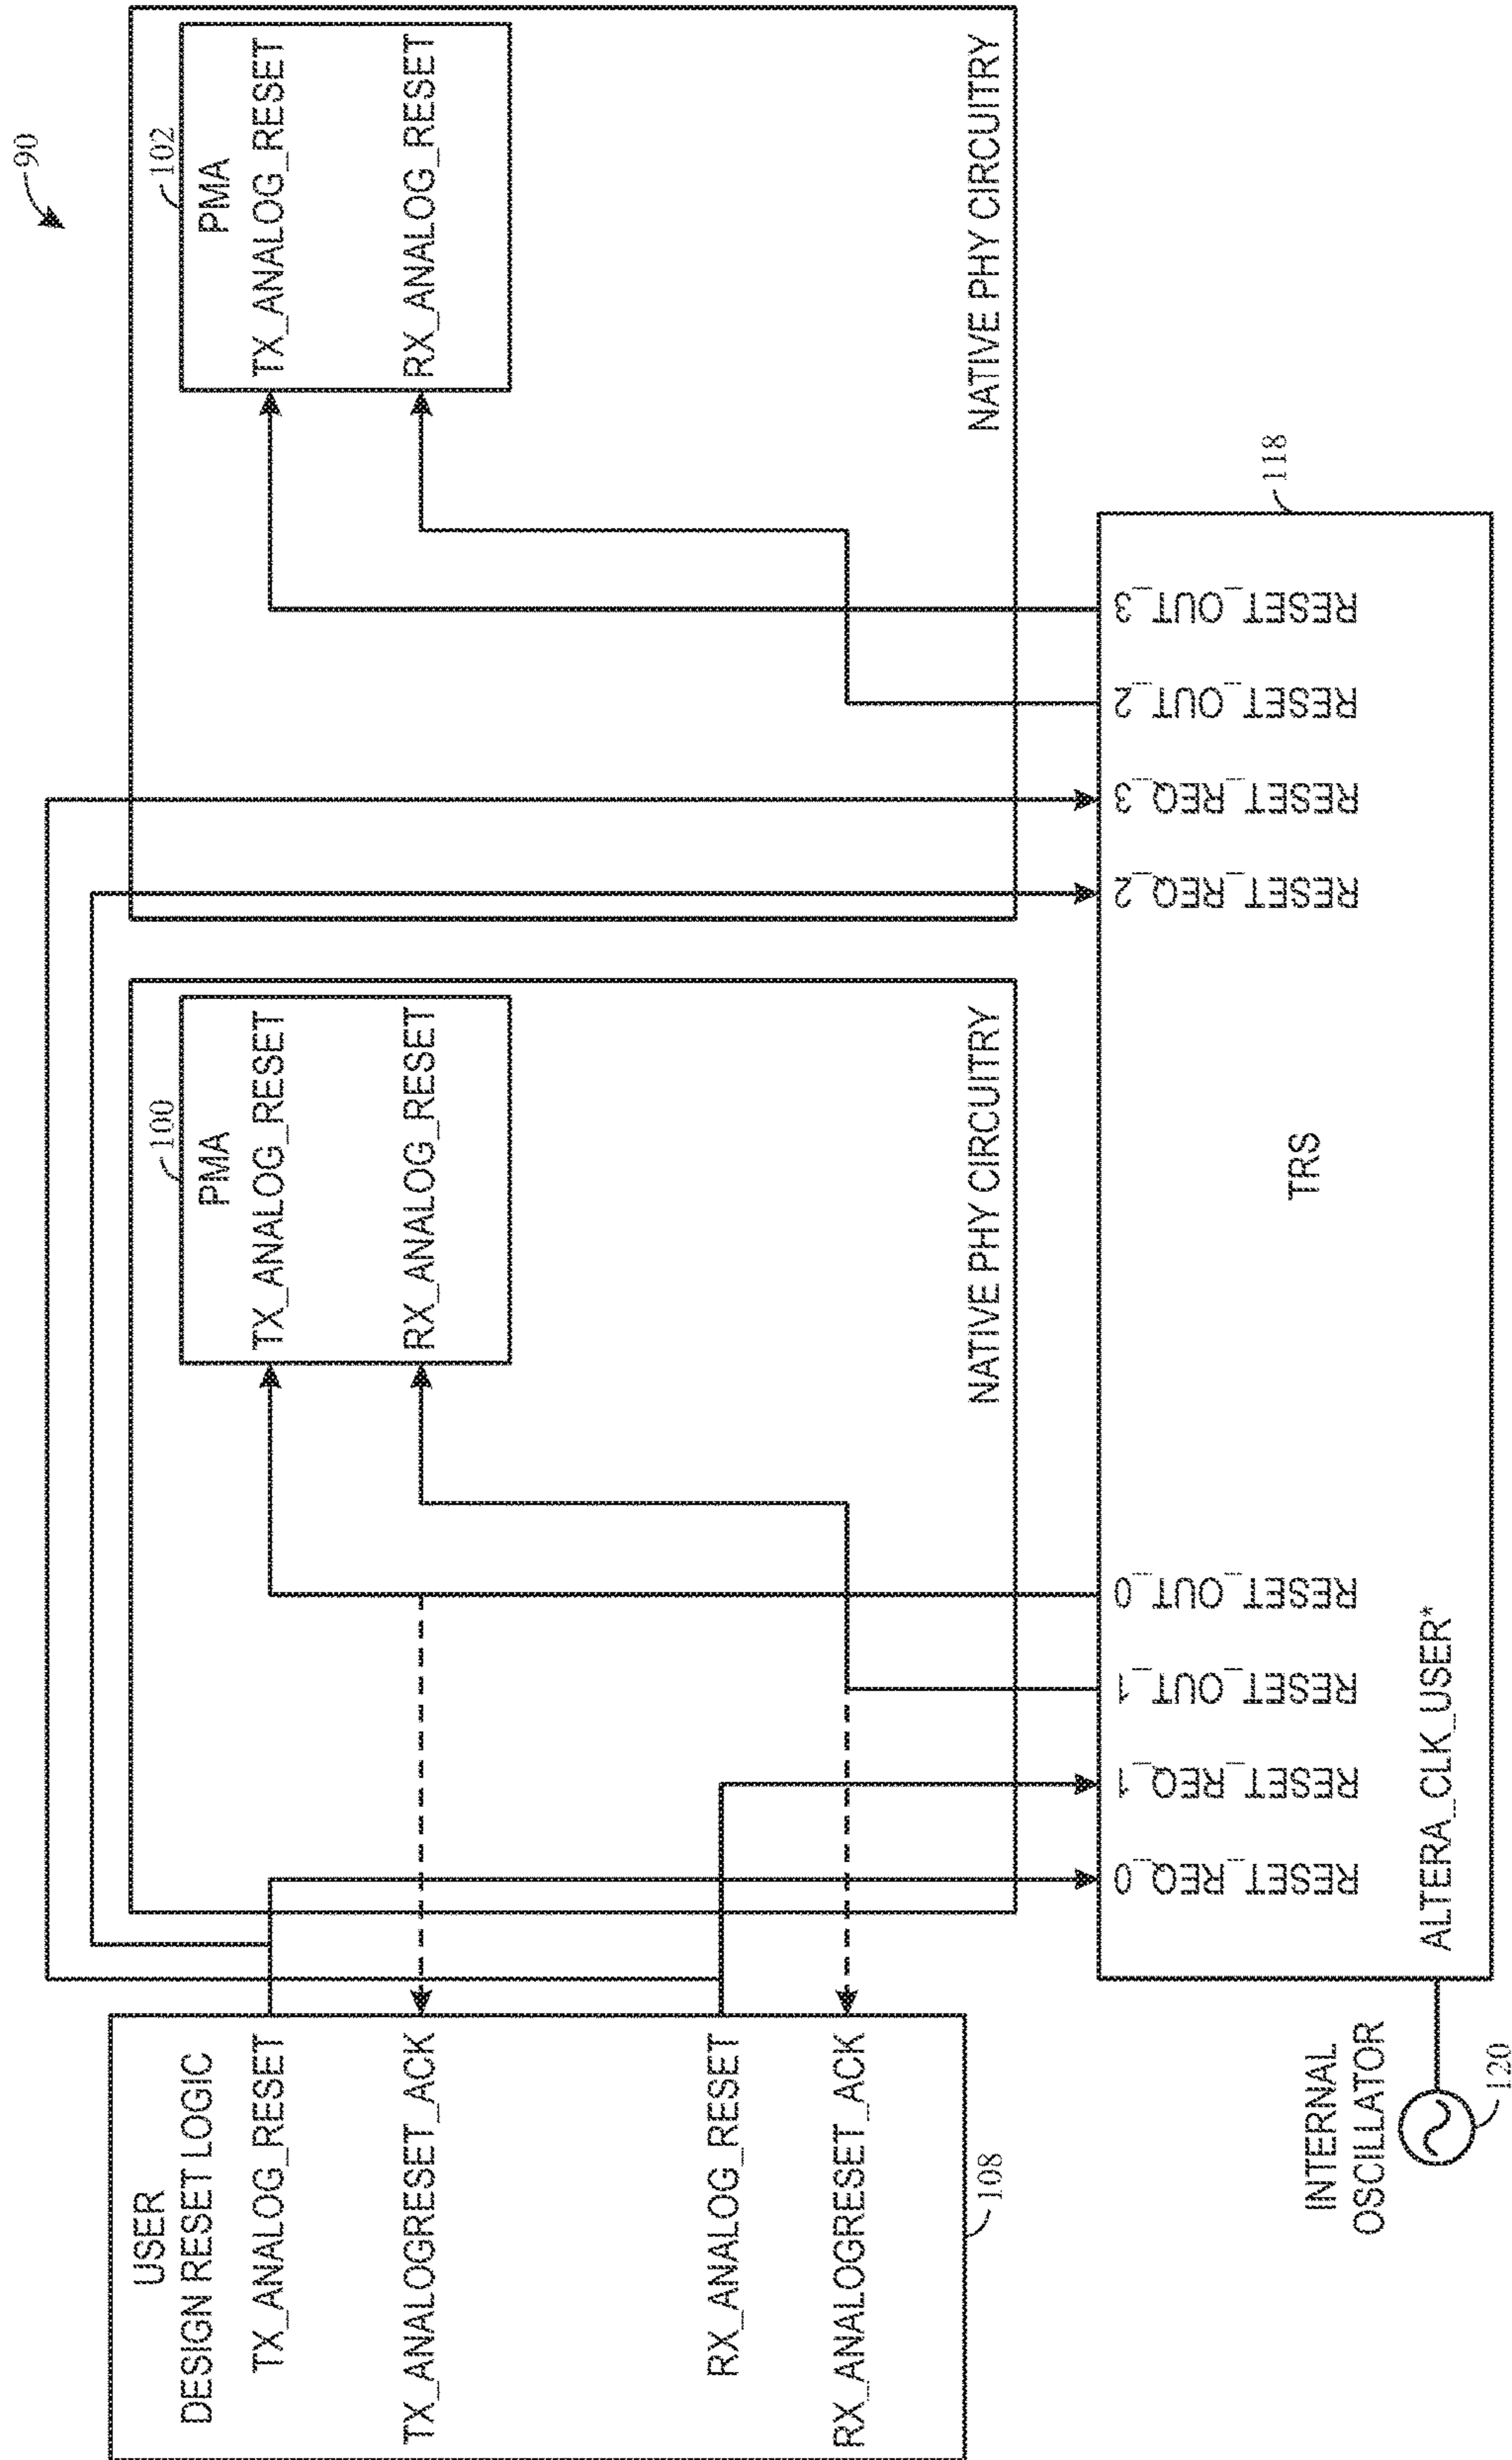 90
USER
DESIGN RESET LOGIC
TX_ANALOG_RESET
TX_ANALOGRESET_ACK
RX_ANALOG_RESET
RX_ANALOGRESET_ACK
108
100
PMA
TX_ANALOG_RESET
RX_ANALOG_RESET
NATIVE PHY CIRCUITRY
102
PMA
TX_ANALOG_RESET
RX_ANALOG_RESET
NATIVE PHY CIRCUITRY
RESET_REQ_0
RESET_REQ_1
RESET_OUT_1
RESET_OUT_0
RESET_REQ_2
RESET_REQ_3
RESET_OUT_2
RESET_OUT_3
TRS
118
ALTERA_CLK_USER*
INTERNAL
OSCILLATOR
120